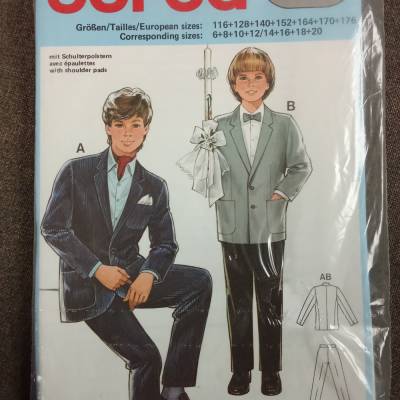 burda
Größen/Tailles/European sizes: 116+128+140+152+164+170+176
Corresponding sizes: 6+8+10+12/14+16+18+20
mit Schulterpolstern
avec épaulettes
with shoulder pads
A
B
AB